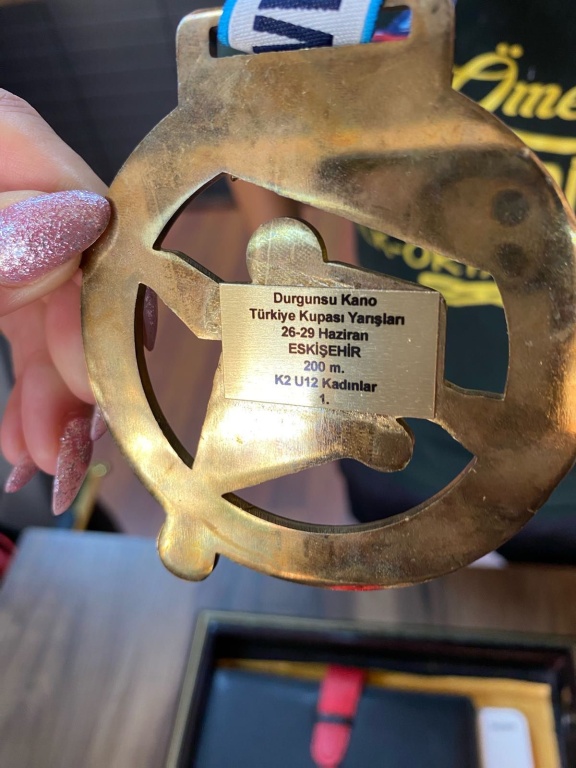 Durgunsu Kano
Türkiye Kupası Yarışları
26-29 Haziran
ESKİŞEHİR
200 m.
K2 U12 Kadınlar
1.